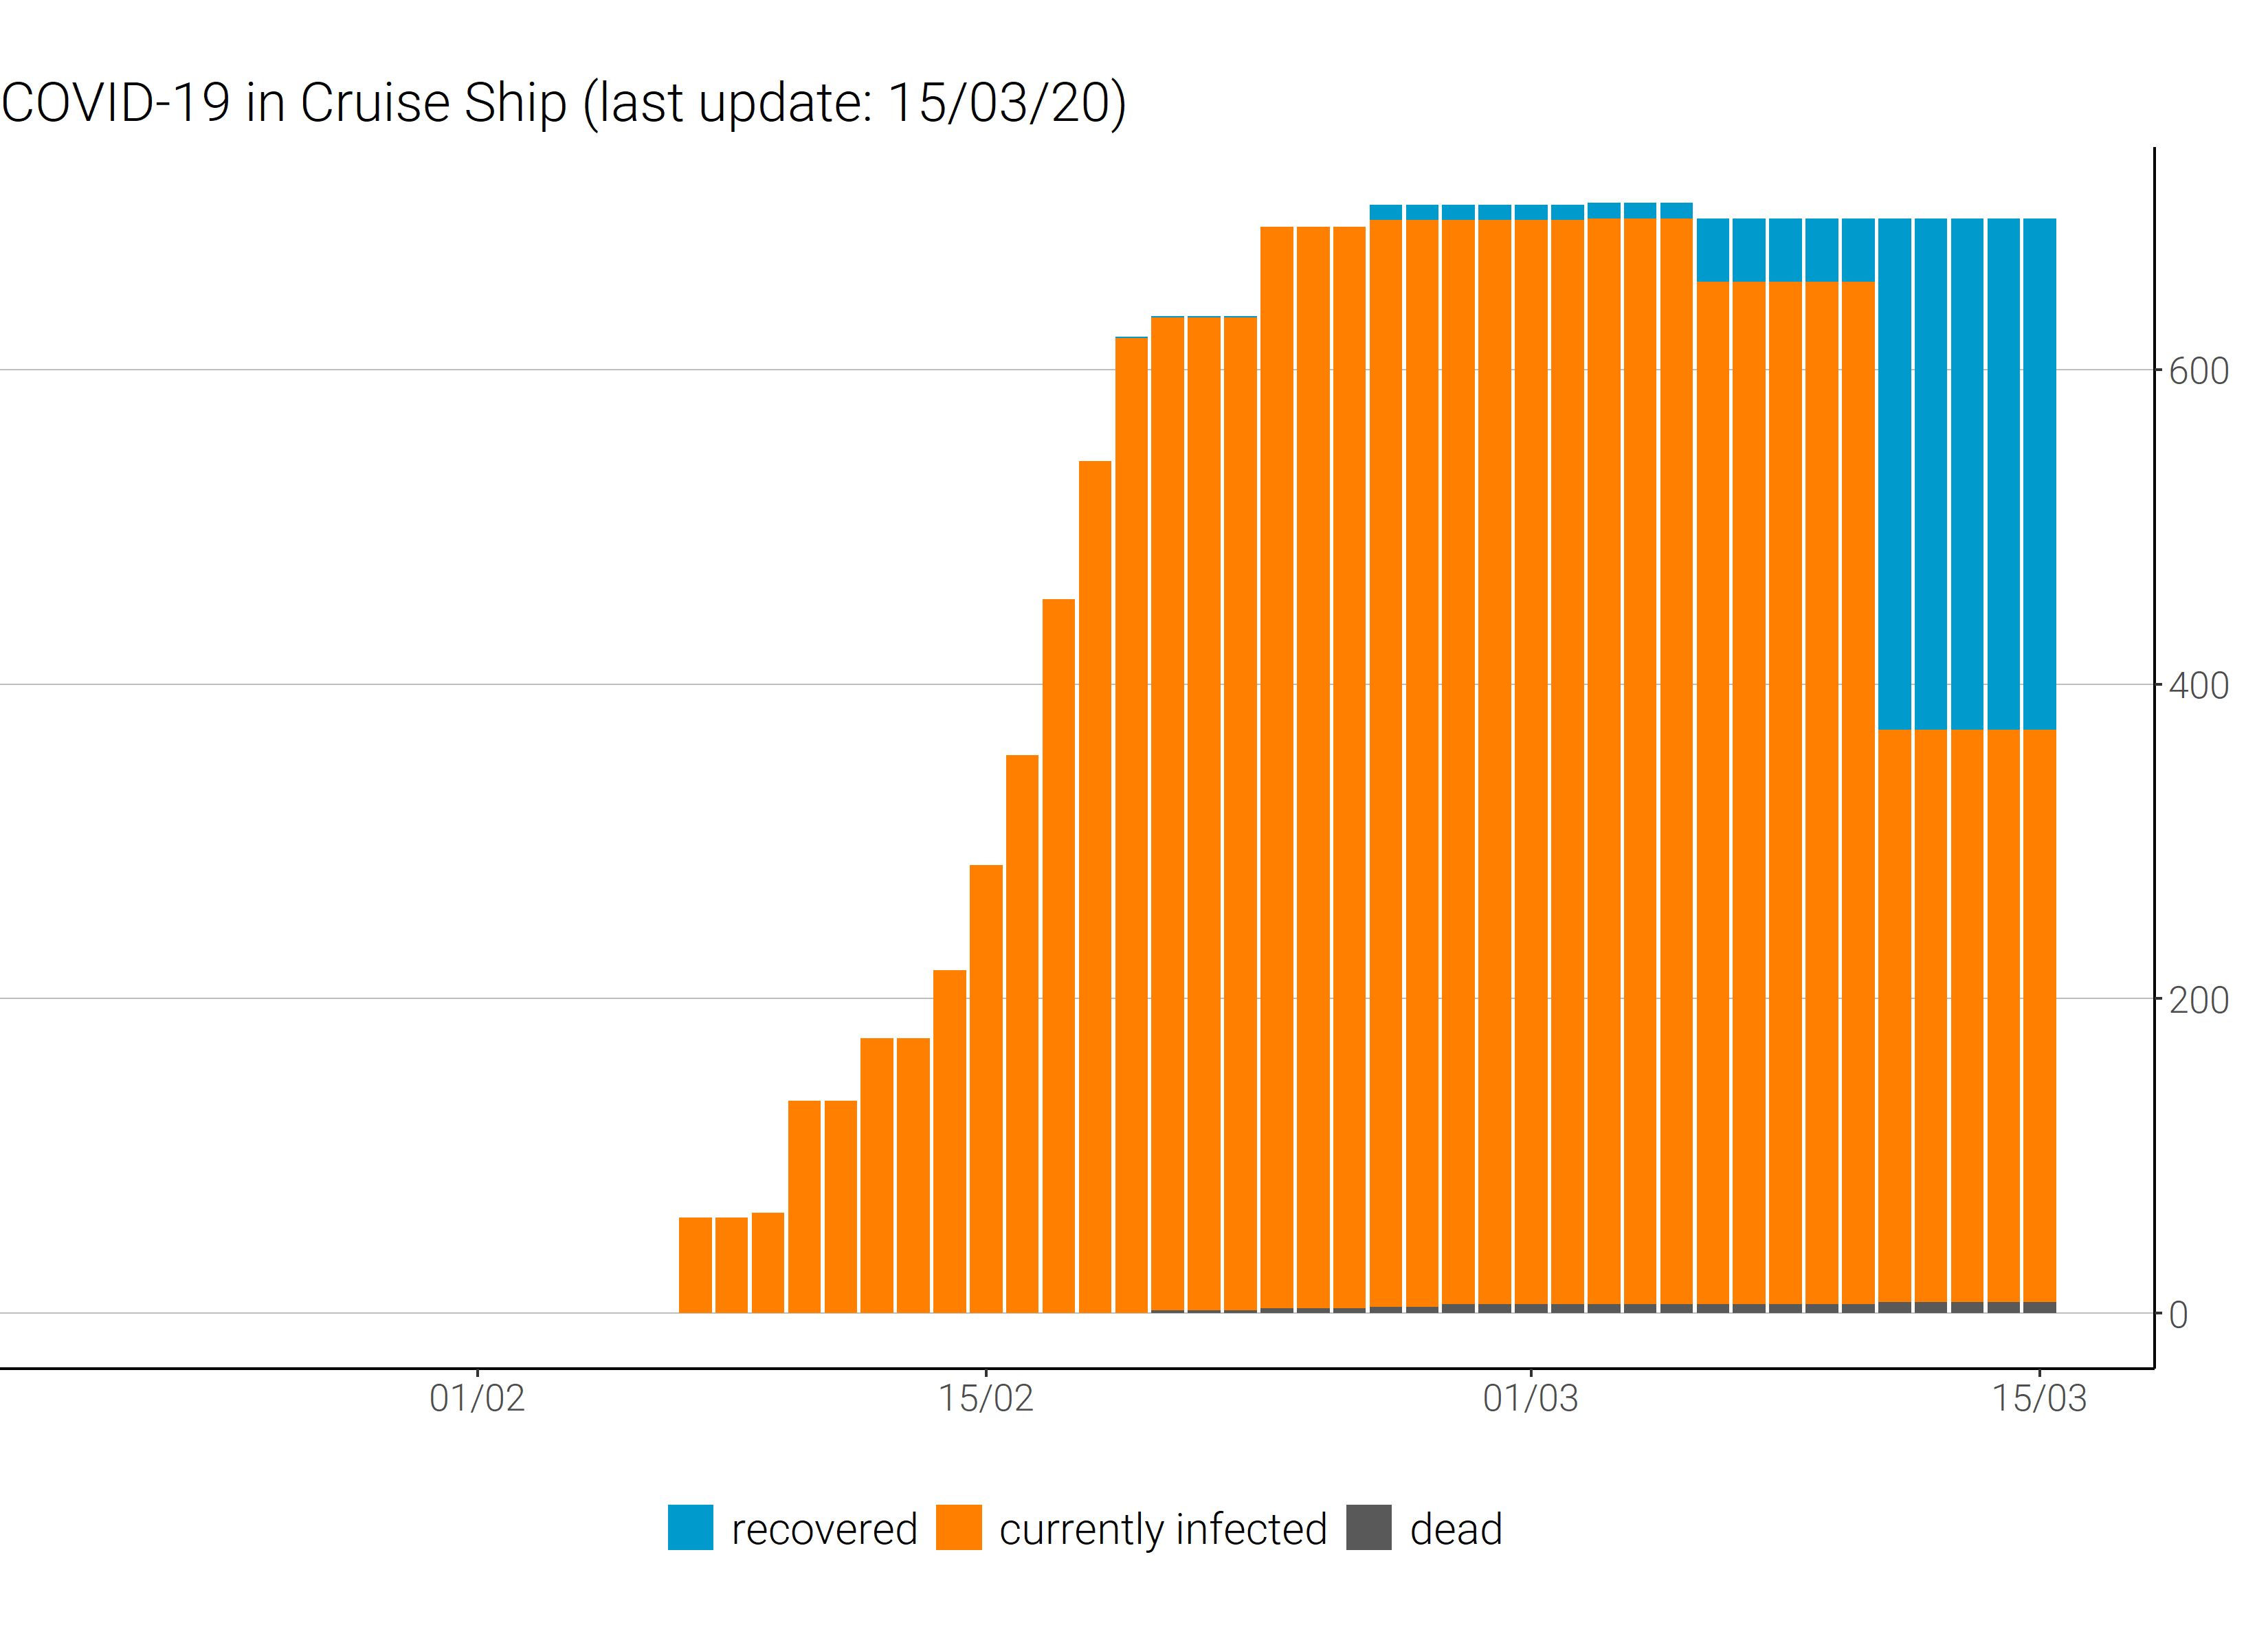 COVID-19 in Cruise Ship (last update: 15/03/20)
600
400
200
0
01/02 15/02 01/03 15/03
recovered currently infected dead